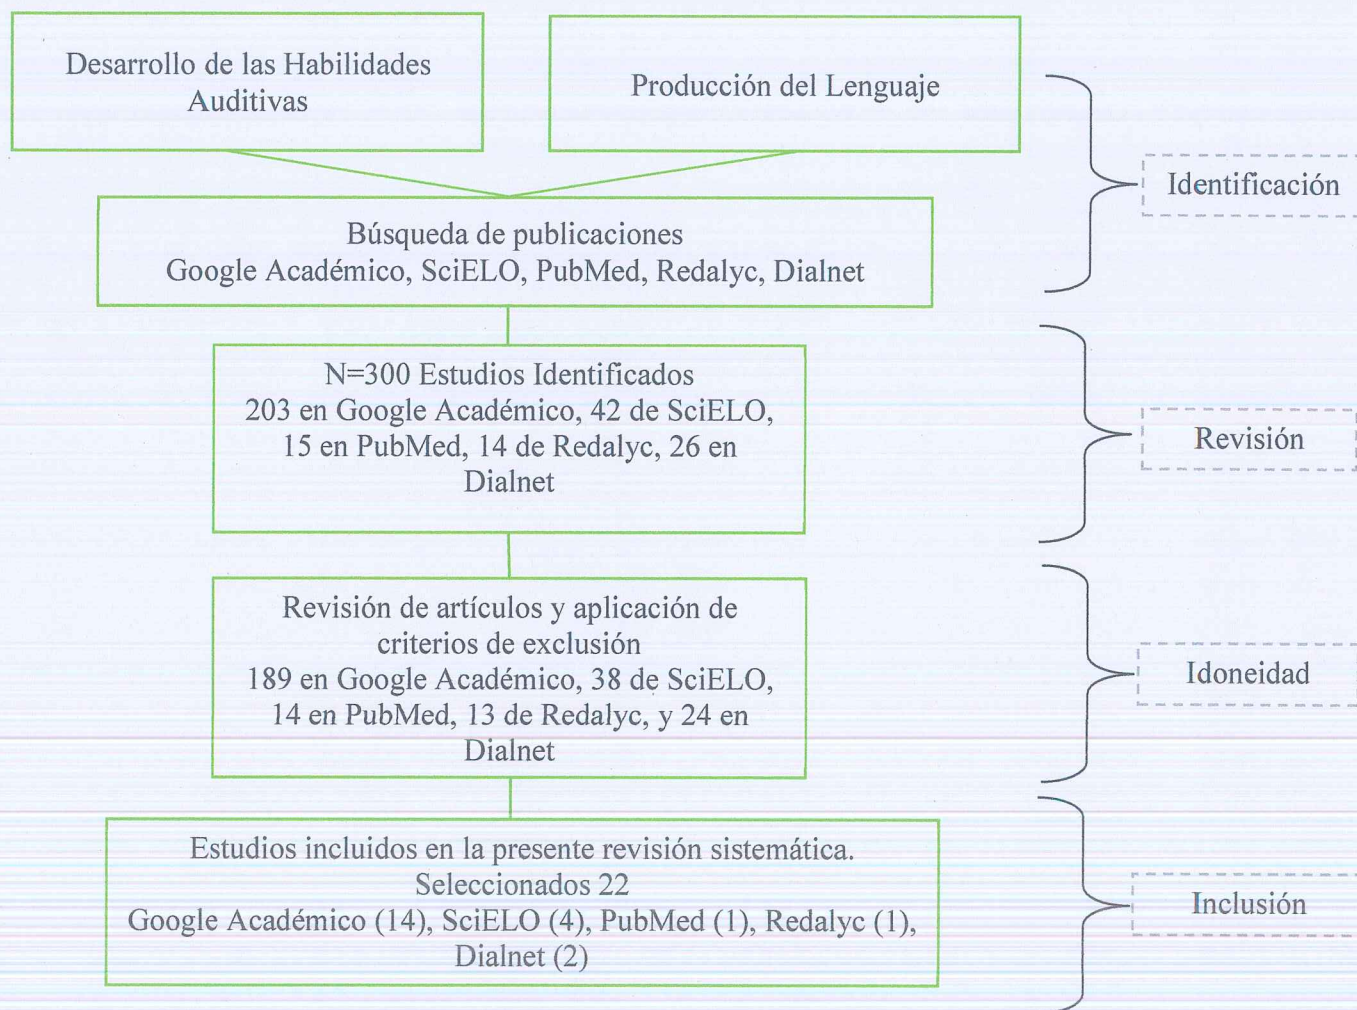 Desarrollo de las Habilidades
Auditivas
Producción del Lenguaje
Identificación
Búsqueda de publicaciones
Google Académico, SciELO, PubMed, Redalyc, Dialnet
N=300 Estudios Identificados
203 en Google Académico, 42 de SciELO,
15 en PubMed, 14 de Redalyc, 26 en
Dialnet
Revisión
Revisión de artículos y aplicación de
criterios de exclusión
189 en Google Académico, 38 de SciELO,
14 en PubMed, 13 de Redalyc, y 24 en
Dialnet
Idoneidad
Estudios incluidos en la presente revisión sistemática.
Seleccionados 22
Google Académico (14), SciELO (4), PubMed (1), Redalyc (1),
Dialnet (2)
Inclusión